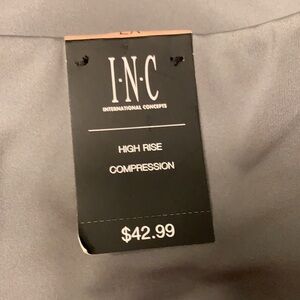 I·N·C
INTERNATIONAL CONCEPTS
HIGH RISE
COMPRESSION
$42.99